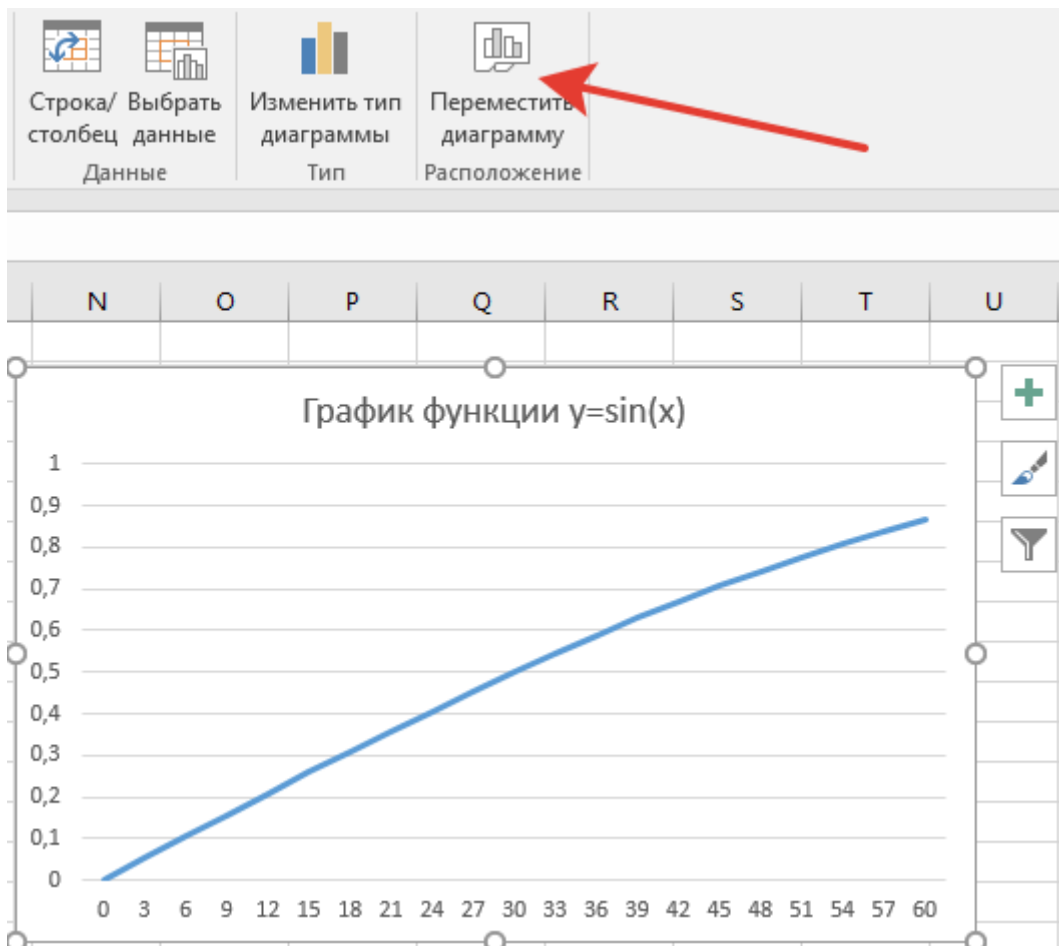 Строка/ Выбрать Изменить тип Переместить
столбец данные диаграммы диаграмму
Данные Тип Расположение
N O P Q R S T U
График функции y=sin(x)
1
0,9
0,8
0,7
0,6
0,5
0,4
0,3
0,2
0,1
0
0 3 6 9 12 15 18 21 24 27 30 33 36 39 42 45 48 51 54 57 60